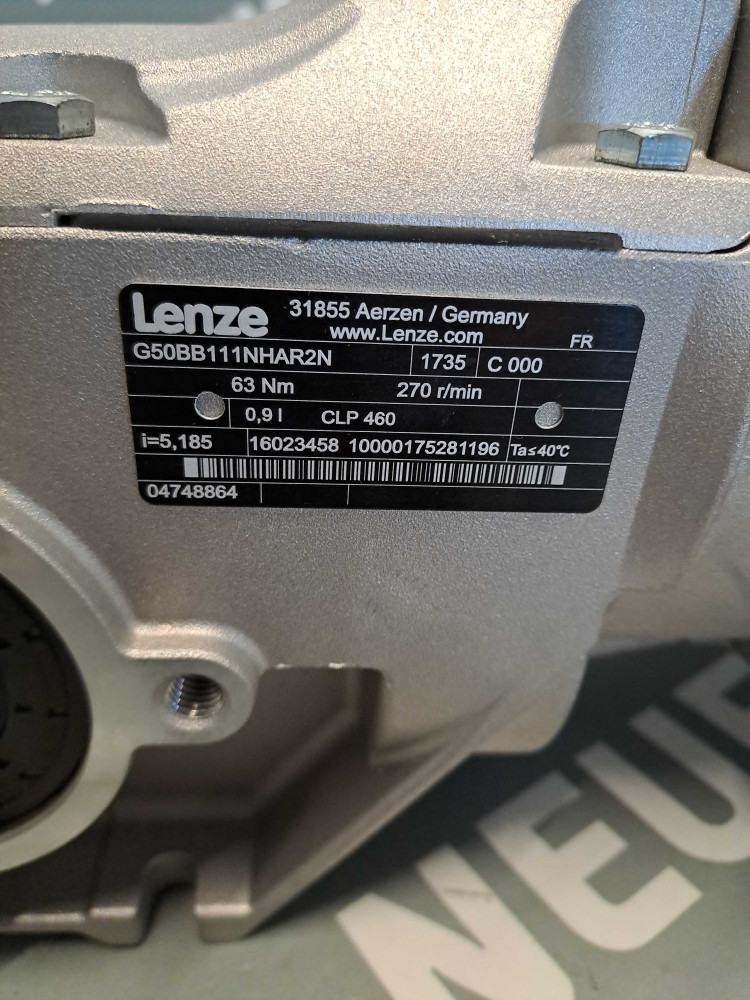 Lenze 31855 Aerzen / Germany
www.Lenze.com FR
G50BB111NHAR2N 1735 C 000
63 Nm 270 r/min
0,9 l CLP 460
i=5,185 16023458 10000175281196 Ta≤40°C
04748864
NEUE